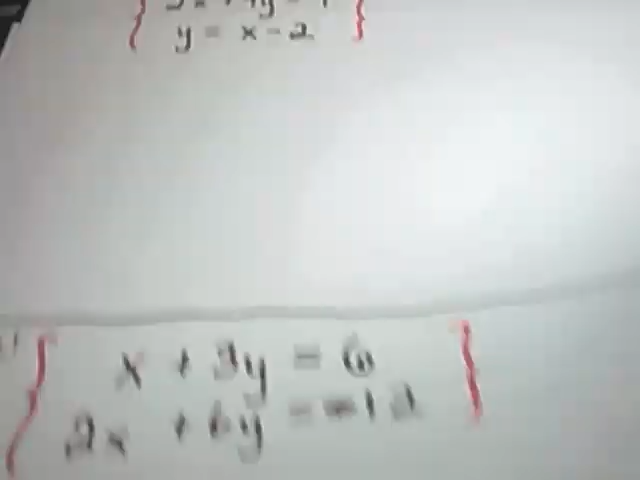 y = x - 2
x + 3y = 6
2x + 6y = -12